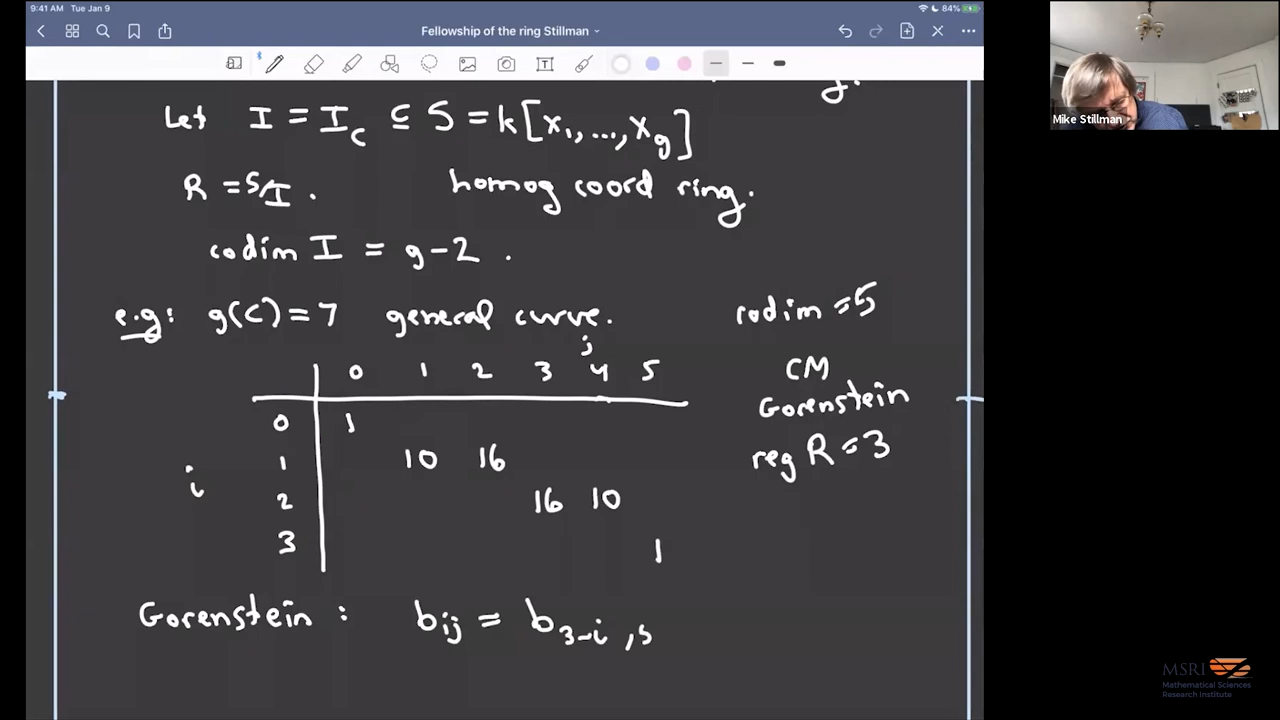 9:41 AM Tue Jan 9
84%
Fellowship of the ring Stillman
Let I = I_C ⊆ S = k[x_1, ..., x_g]
R = S/I . homog coord ring.
codim I = g-2 .
e.g: g(C) = 7 general curve. codim = 5
j
0 1 2 3 4 5
CM
0 1
Gorenstein
1 10 16
reg R = 3
i
2 16 10
3 1
Gorenstein : b_ij = b_3-i,5
Mike Stillman
MSRI
Mathematical Sciences
Research Institute